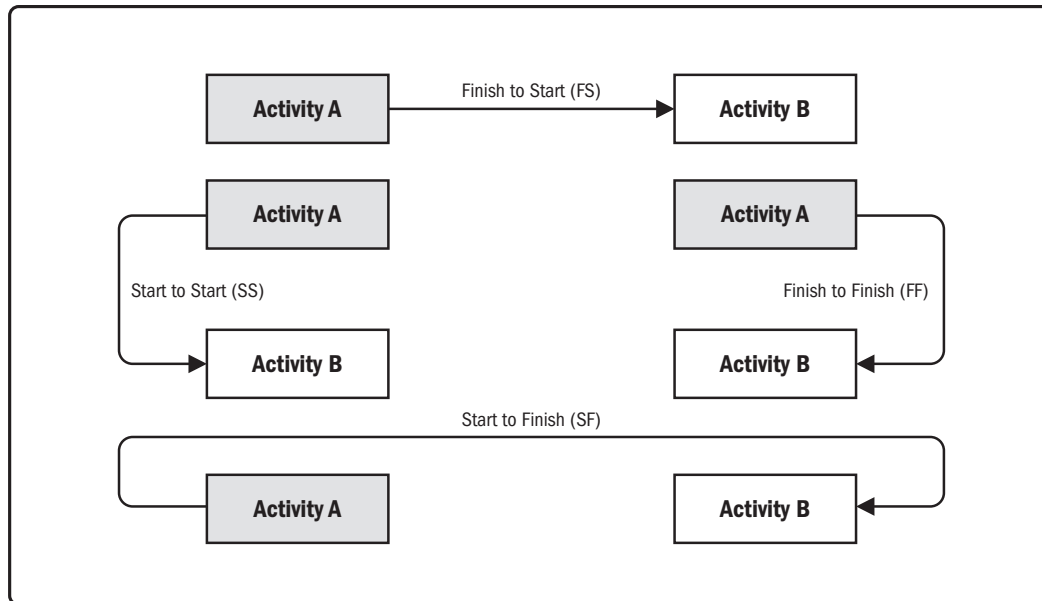 Finish to Start (FS)
Activity A
Activity B
Activity A
Activity A
Start to Start (SS)
Finish to Finish (FF)
Activity B
Activity B
Start to Finish (SF)
Activity A
Activity B